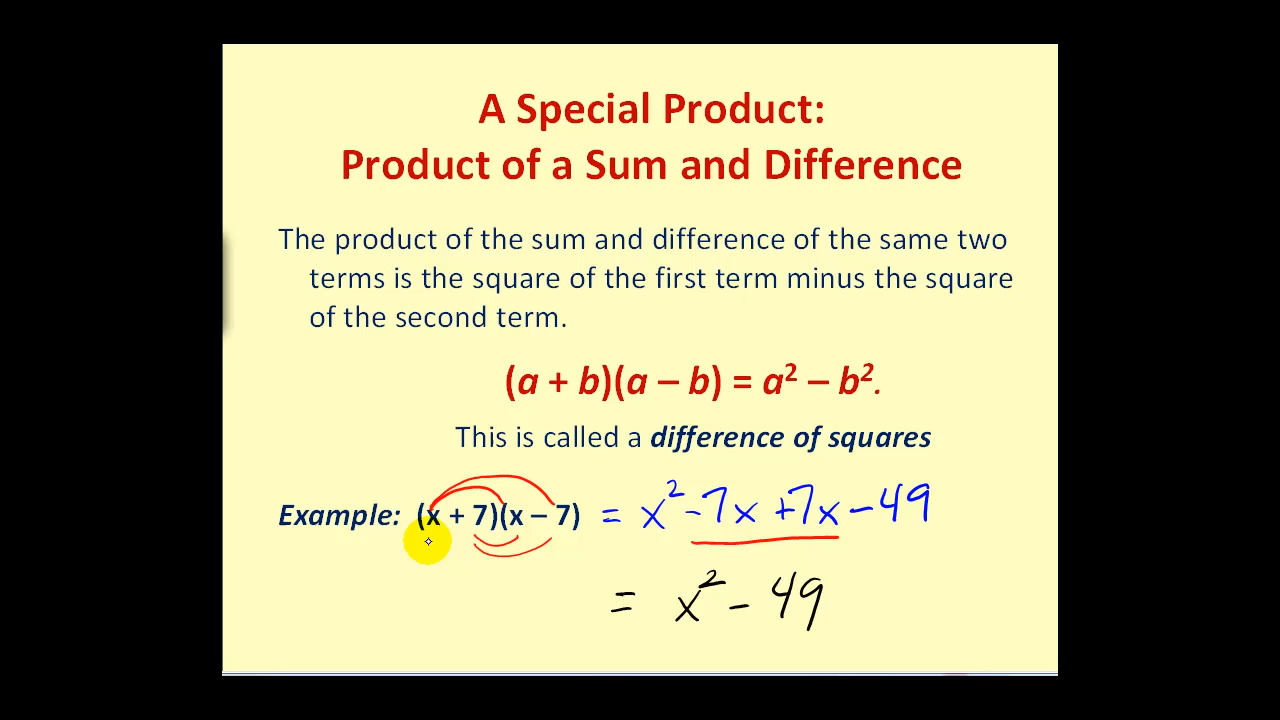 A Special Product:
Product of a Sum and Difference
The product of the sum and difference of the same two
terms is the square of the first term minus the square
of the second term.
(a + b)(a – b) = a² – b².
This is called a difference of squares
Example: (x + 7)(x – 7) = x² - 7x + 7x - 49
= x² - 49